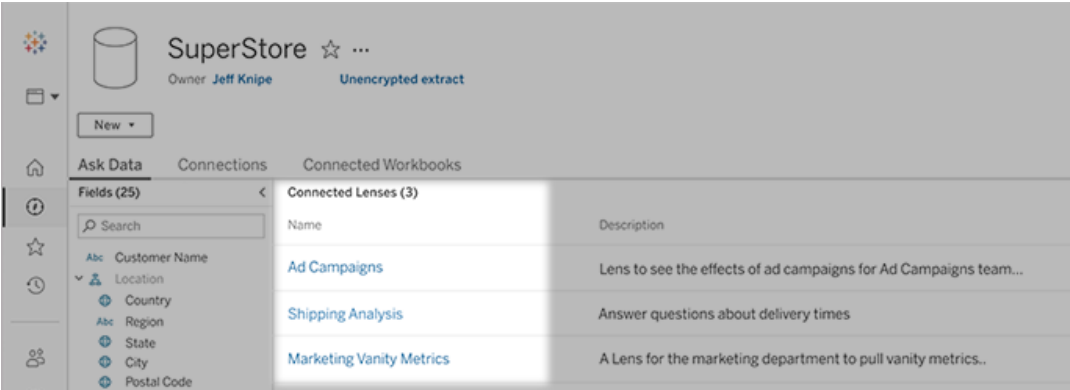 SuperStore ☆ ...
Owner Jeff Knipe Unencrypted extract
New
Ask Data Connections Connected Workbooks
Fields (25)
Search
Abc Customer Name
Location
Country
Abc Region
State
City
Postal Code
Connected Lenses (3)
Name Description
Ad Campaigns Lens to see the effects of ad campaigns for Ad Campaigns team...
Shipping Analysis Answer questions about delivery times
Marketing Vanity Metrics A Lens for the marketing department to pull vanity metrics..